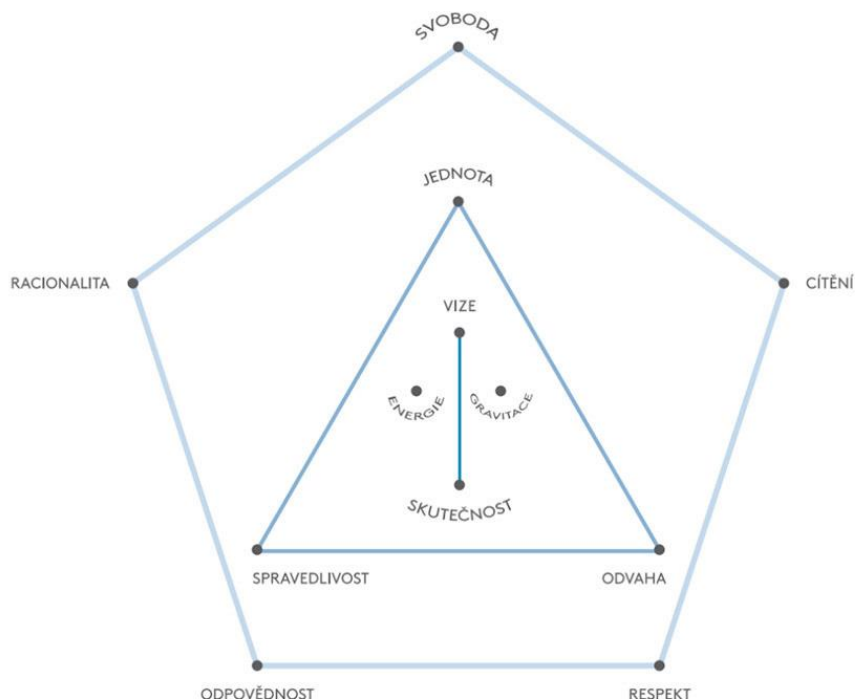 SVOBODA
JEDNOTA
RACIONALITA
CÍTĚNÍ
VIZE
ENERGIE
GRAVITACE
SKUTEČNOST
SPRAVEDLIVOST
ODVAHA
ODPOVĚDNOST
RESPEKT